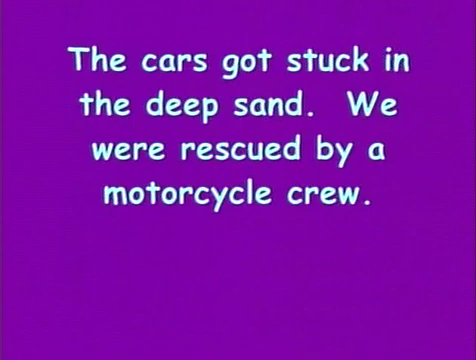 The cars got stuck in
the deep sand.  We
were rescued by a
motorcycle crew.